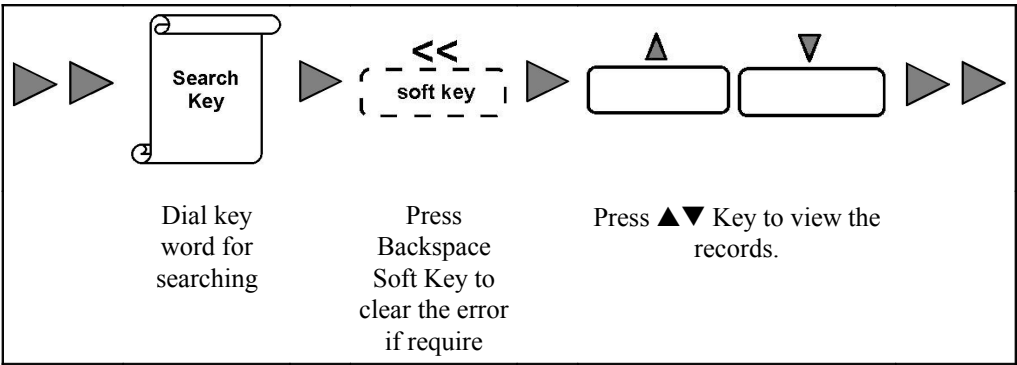 Search
Key
<<
soft key
Dial key
word for
searching
Press
Backspace
Soft Key to
clear the error
if require
Press ▲▼ Key to view the
records.